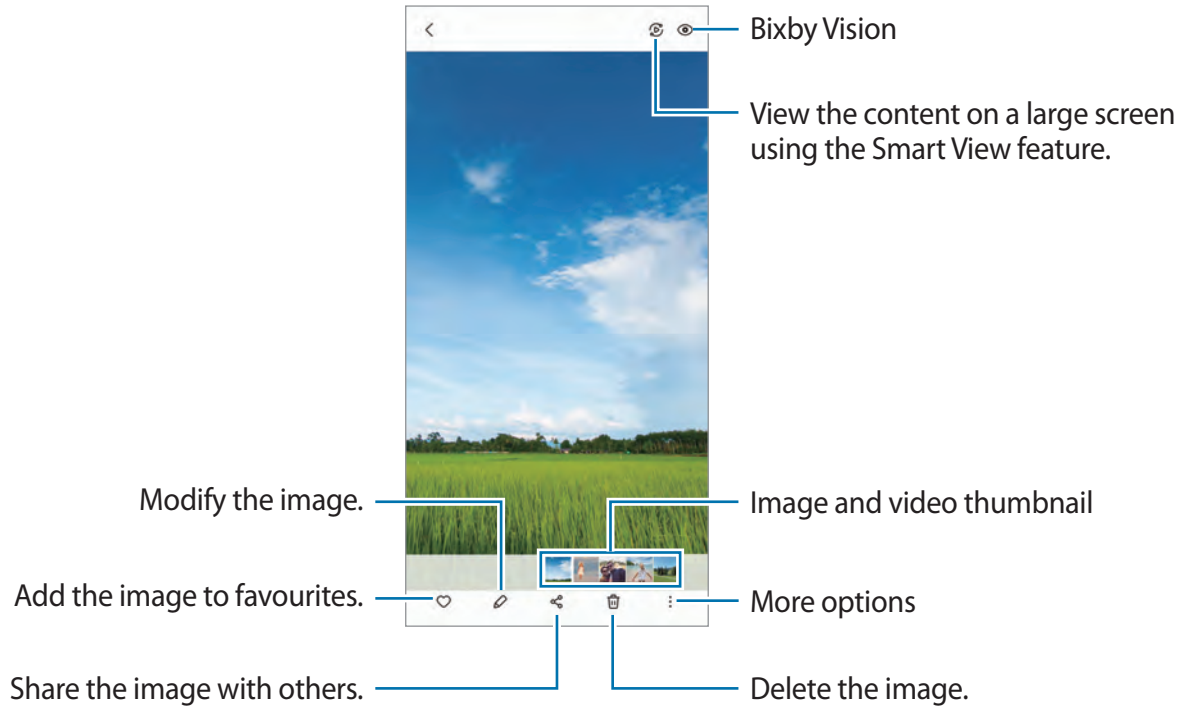 Bixby Vision
View the content on a large screen
using the Smart View feature.
Modify the image.
Image and video thumbnail
Add the image to favourites.
More options
Share the image with others.
Delete the image.